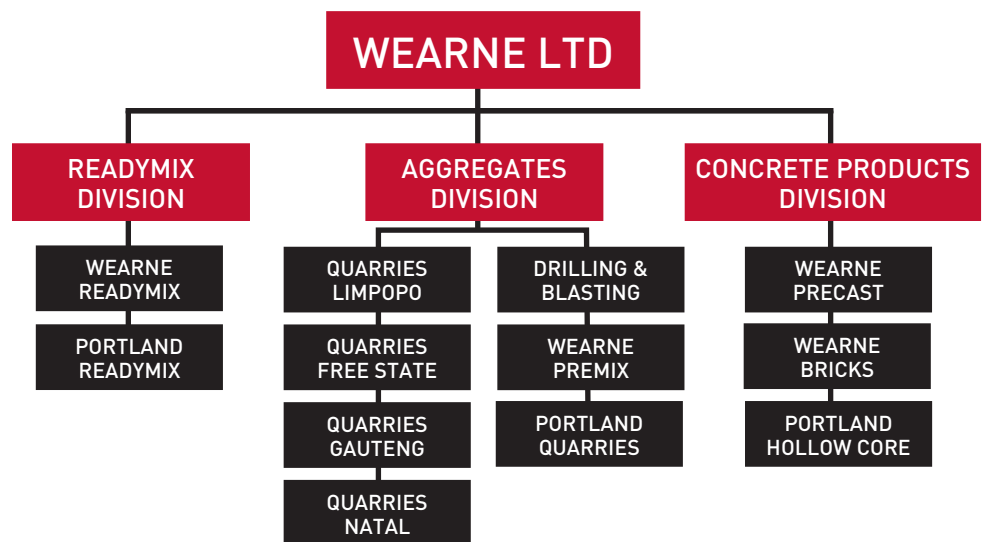 WEARNE LTD
READYMIX
DIVISION
AGGREGATES
DIVISION
CONCRETE PRODUCTS
DIVISION
WEARNE
READYMIX
PORTLAND
READYMIX
QUARRIES
LIMPOPO
QUARRIES
FREE STATE
QUARRIES
GAUTENG
QUARRIES
NATAL
DRILLING &
BLASTING
WEARNE
PREMIX
PORTLAND
QUARRIES
WEARNE
PRECAST
WEARNE
BRICKS
PORTLAND
HOLLOW CORE